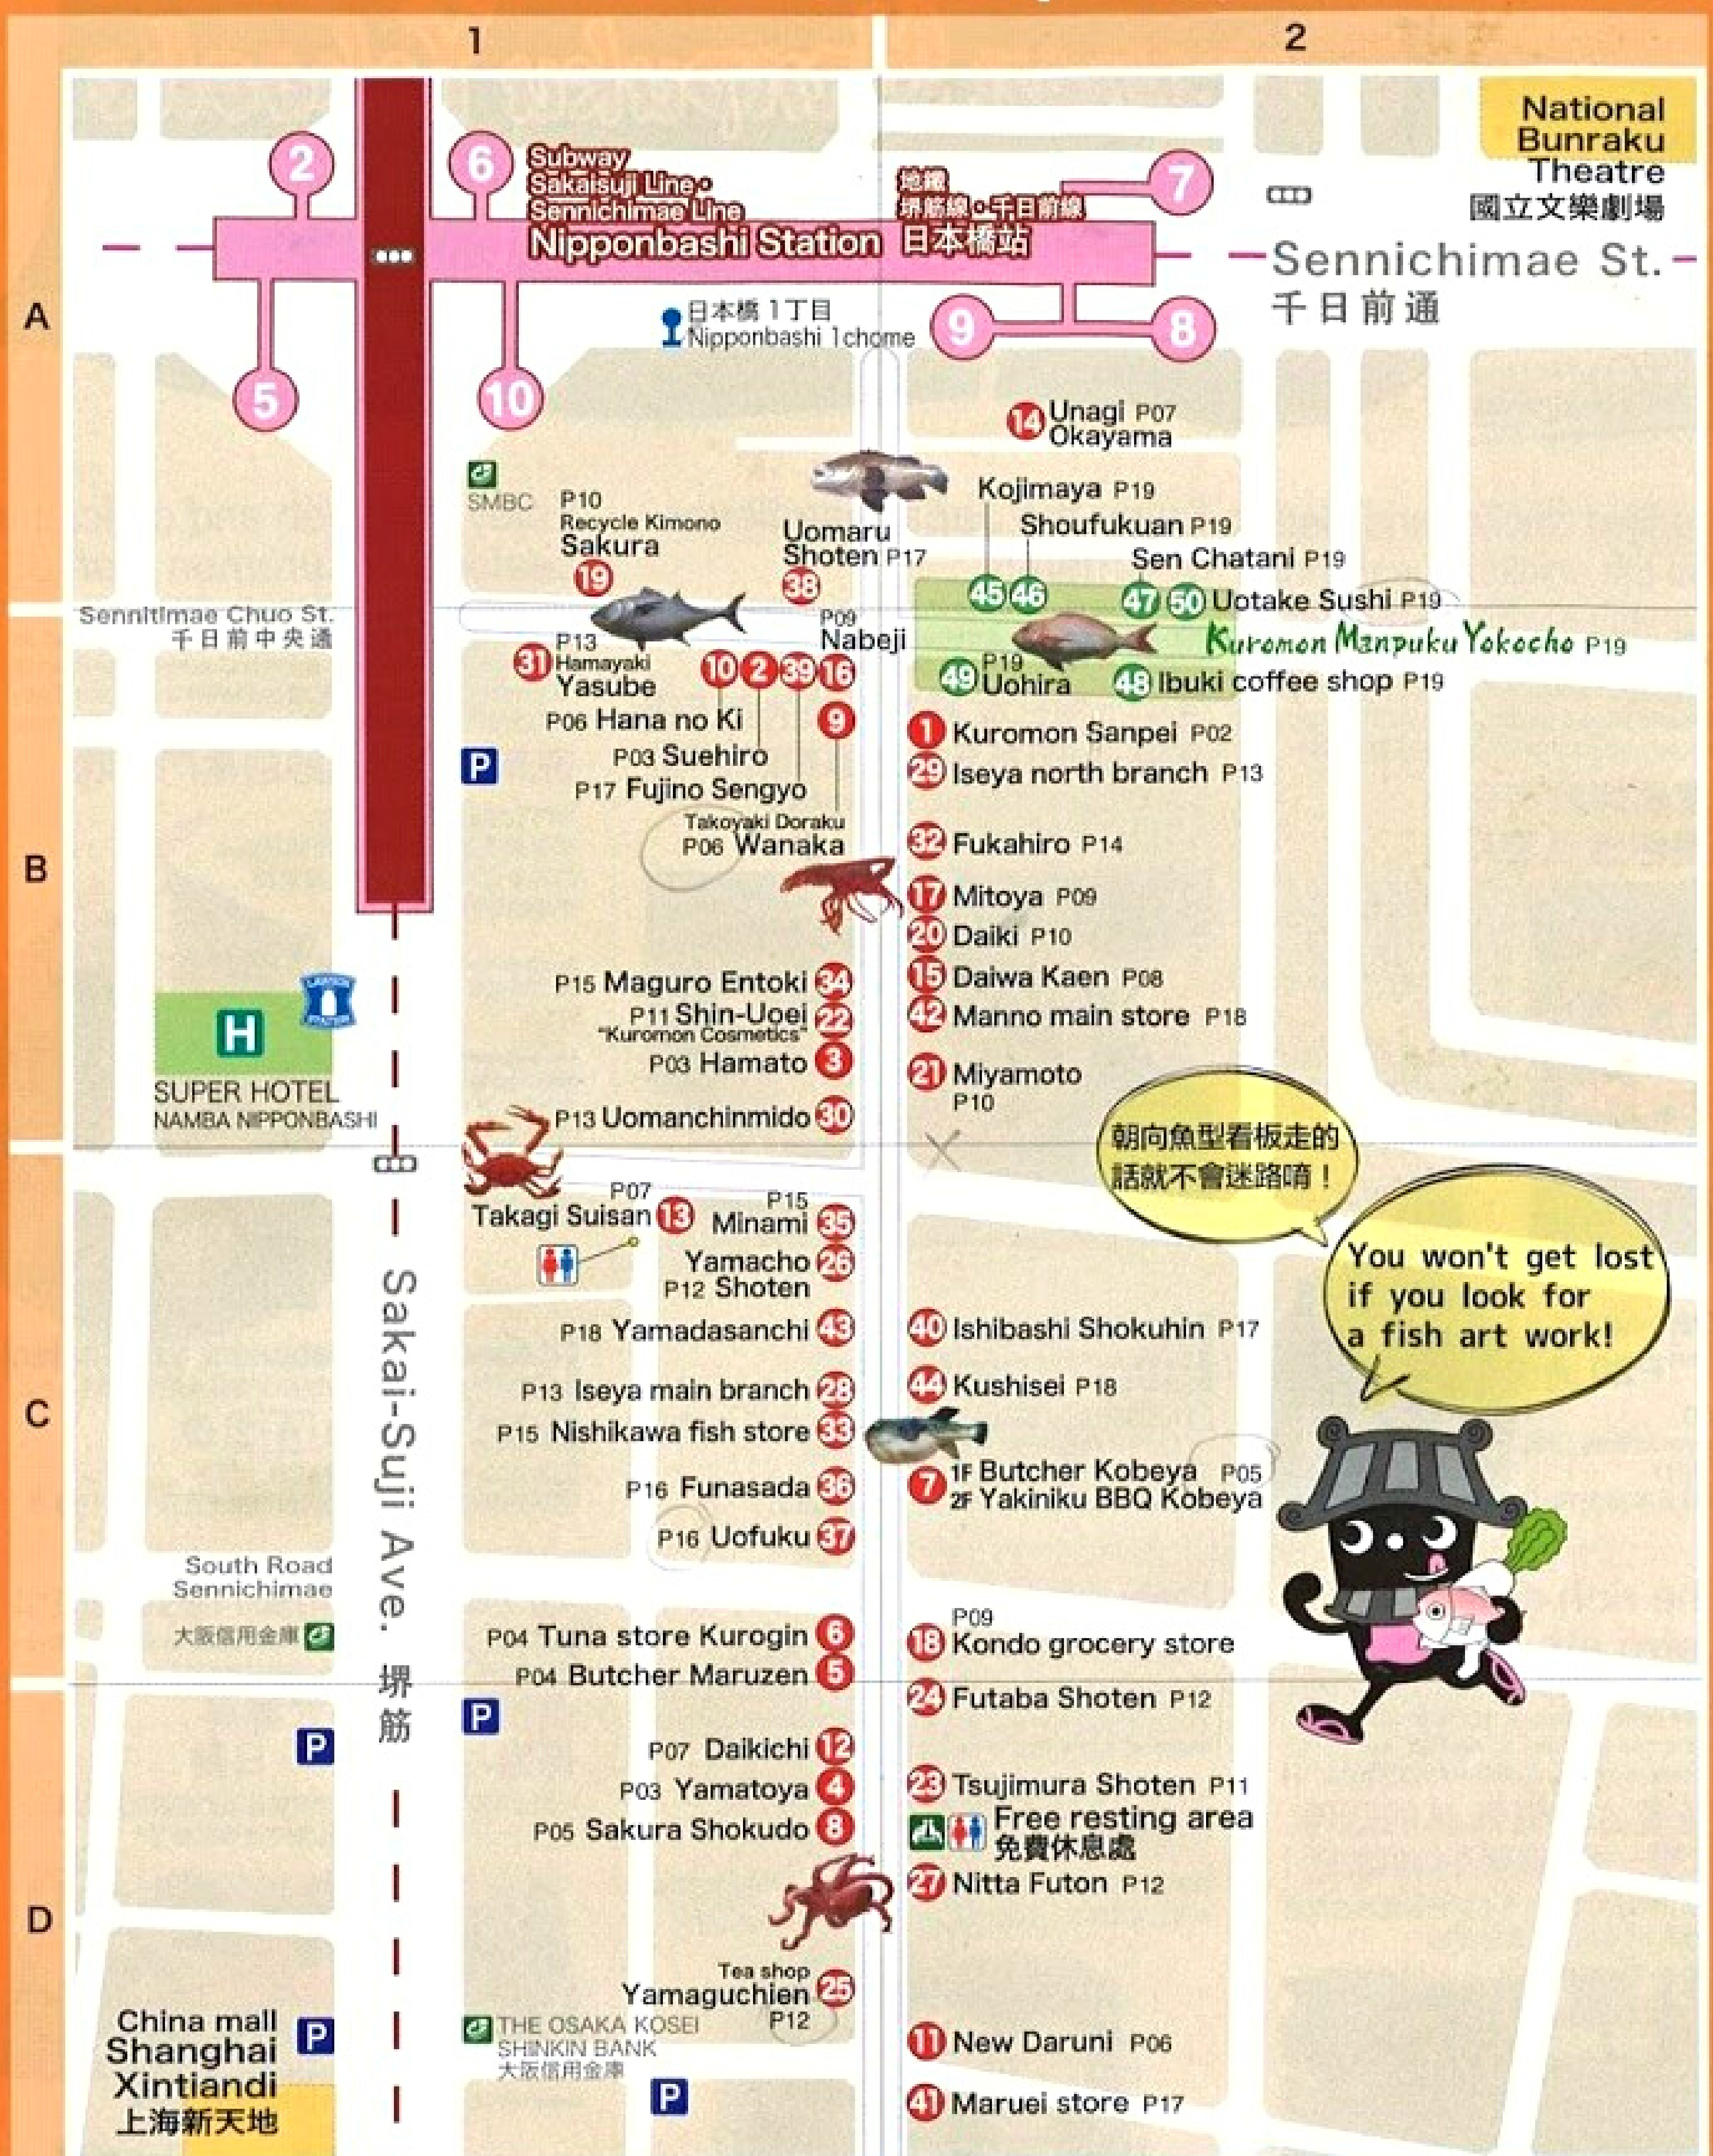 1
2
National
Bunraku
Theatre
國立文樂劇場
2
6
Subway
Sakaisuji Line・
Sennichimae Line
Nipponbashi Station
地鐵
堺筋線・千日前線
日本橋站
7
Sennichimae St.
千日前通
A
日本橋 1丁目
Nipponbashi 1chome
9
8
5
10
14 Unagi P07
Okayama
SMBC
P10
Recycle Kimono
Sakura
19
Uomaru
Shoten P17
38
Kojimaya P19
Shoufukuan P19
Sen Chatani P19
45 46 47 50 Uotake Sushi P19
Kuromon Manpuku Yokocho P19
P19
49 Uohira
48 Ibuki coffee shop P19
Sennitimae Chuo St.
千日前中央通
P09
Nabeji
P13
31 Hamayaki
Yasube
10 2 39 16
P06 Hana no Ki
9
P03 Suehiro
P17 Fujino Sengyo
Takoyaki Doraku
P06 Wanaka
P
1 Kuromon Sanpei P02
29 Iseya north branch P13
B
32 Fukahiro P14
17 Mitoya P09
20 Daiki P10
15 Daiwa Kaen P08
42 Manno main store P18
21 Miyamoto
P10
P15 Maguro Entoki 34
P11 Shin-Uoei 22
"Kuromon Cosmetics"
P03 Hamato 3
P13 Uomanchinmido 30
LAWSON
STATION
H
SUPER HOTEL
NAMBA NIPPONBASHI
朝向魚型看板走的
話就不會迷路唷！
You won't get lost
if you look for
a fish art work!
P07
Takagi Suisan 13
P15
Minami 35
Yamacho 26
P12 Shoten
P18 Yamadasanchi 43
P13 Iseya main branch 28
P15 Nishikawa fish store 33
P16 Funasada 36
P16 Uofuku 37
C
40 Ishibashi Shokuhin P17
44 Kushisei P18
7 1F Butcher Kobeya P05
2F Yakiniku BBQ Kobeya
Sakai-Suji Ave. 堺筋
South Road
Sennichimae
大阪信用金庫
P04 Tuna store Kurogin 6
P04 Butcher Maruzen 5
P09
18 Kondo grocery store
24 Futaba Shoten P12
P
P
P07 Daikichi 12
P03 Yamatoya 4
P05 Sakura Shokudo 8
23 Tsujimura Shoten P11
Free resting area
免費休息處
27 Nitta Futon P12
D
Tea shop
Yamaguchien 25
P12
THE OSAKA KOSEI
SHINKIN BANK
大阪信用金庫
P
China mall
Shanghai
Xintiandi
上海新天地
P
11 New Daruni P06
41 Maruei store P17